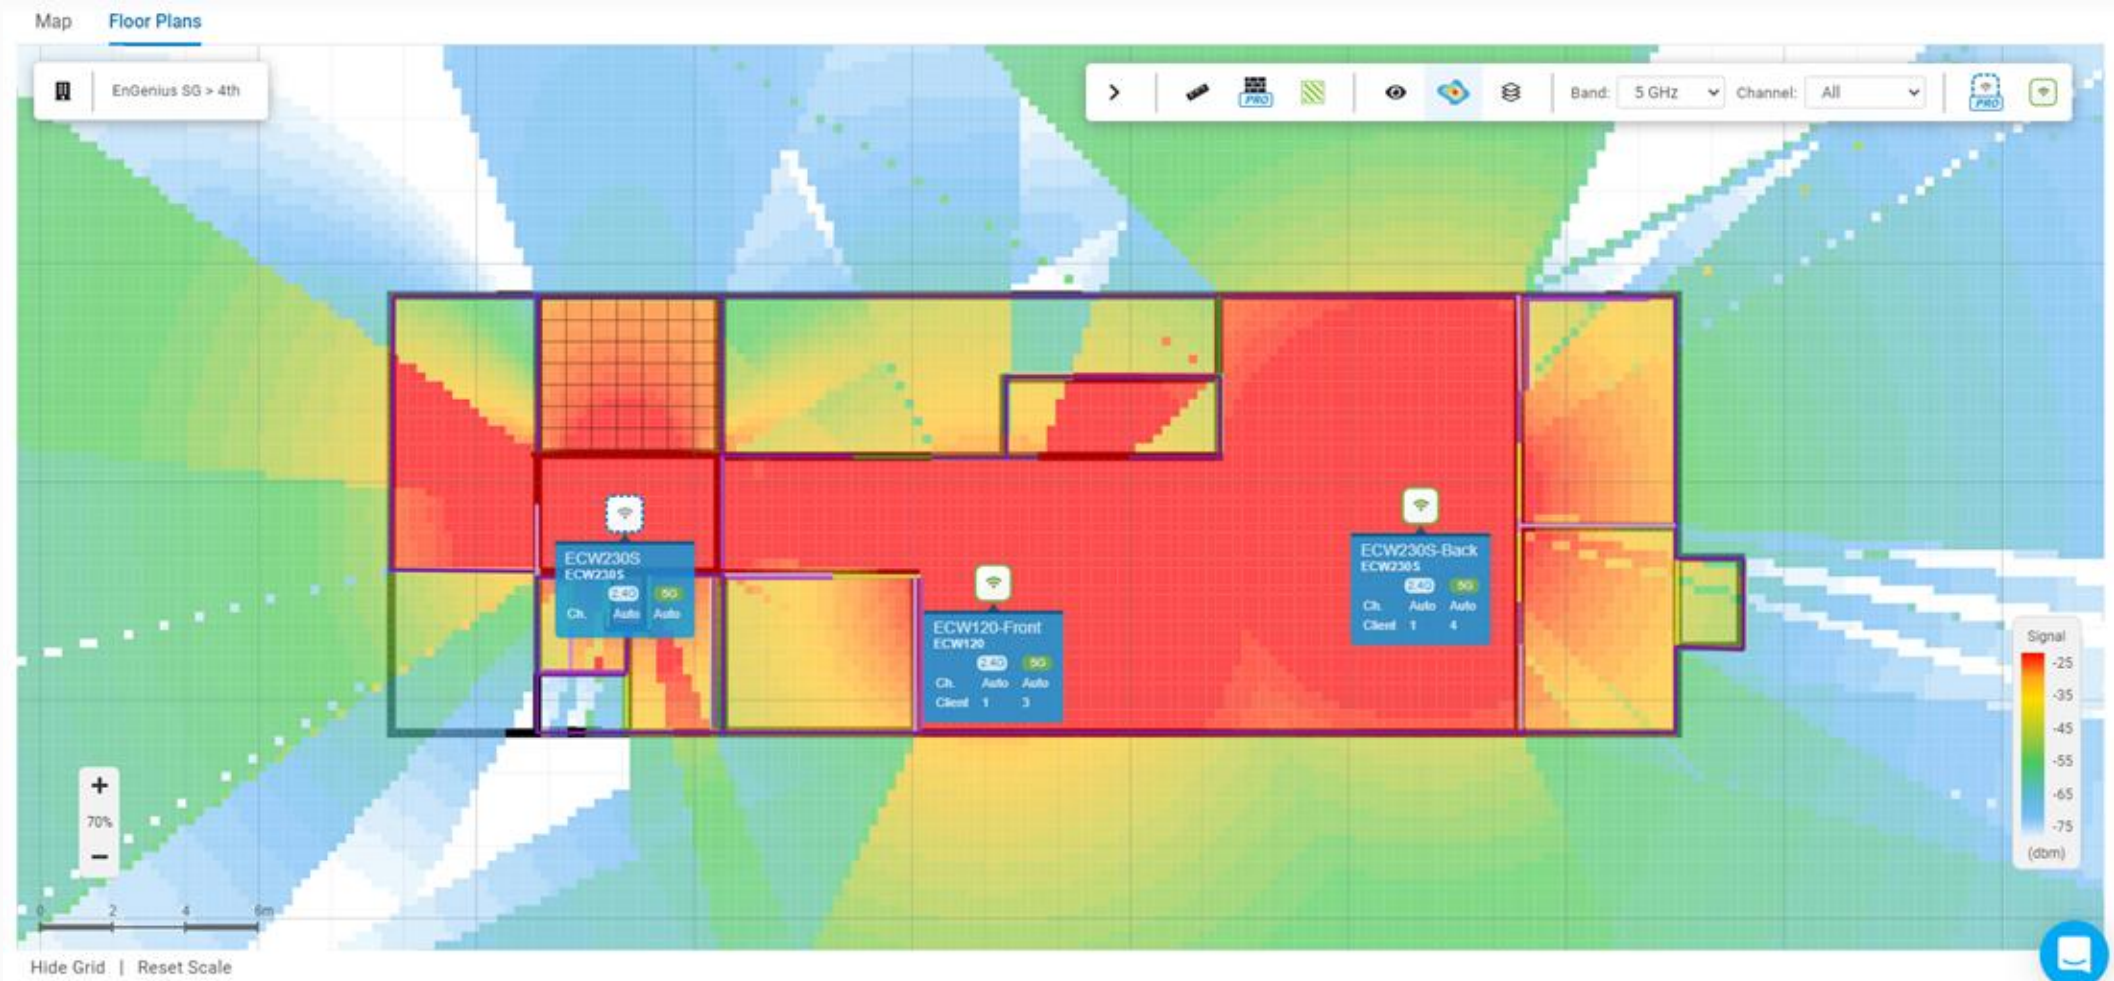 Map
Floor Plans
EnGenius SG > 4th
PRO
Band:
5 GHz
Channel:
All
PRO
ECW230S
ECW230S
2.4G 5G
Ch. Auto Auto
ECW120-Front
ECW120
2.4G 5G
Ch. Auto Auto
Client 1 3
ECW230S-Back
ECW230S
2.4G 5G
Ch. Auto Auto
Client 1 4
Signal
-25
-35
-45
-55
-65
-75
(dbm)
+
70%
−
0 2 4 6m
Hide Grid | Reset Scale